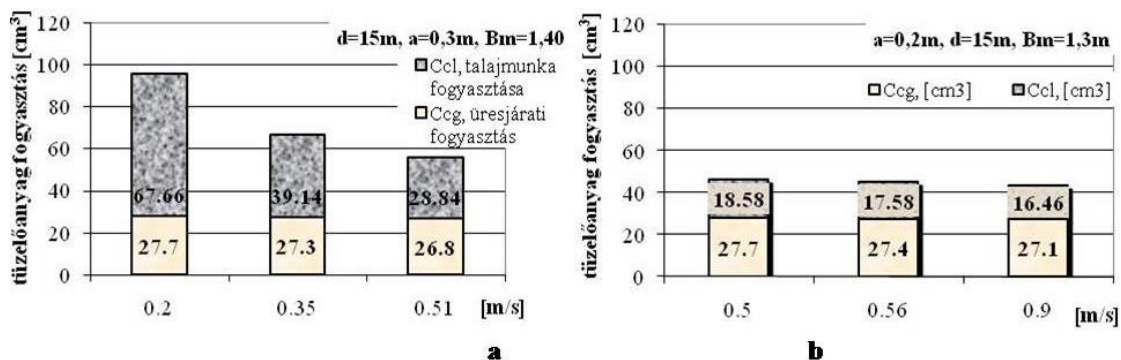 tüzelőanyag fogyasztás [cm³]
120
100
80
60
40
20
0
d=15m, a=0,3m, Bm=1,40
Ccl, talajmunka
fogyasztása
Ccg, üresjárati
fogyasztás
67.66
39.14
28.84
27.7
27.3
26.8
0.2
0.35
0.51
[m/s]
a
tüzelőanyag fogyasztás [cm³]
120
100
80
60
40
20
0
a=0,2m, d=15m, Bm=1,3m
Ccg, [cm3]
Ccl, [cm3]
18.58
17.58
16.46
27.7
27.4
27.1
0.5
0.56
0.9
[m/s]
b